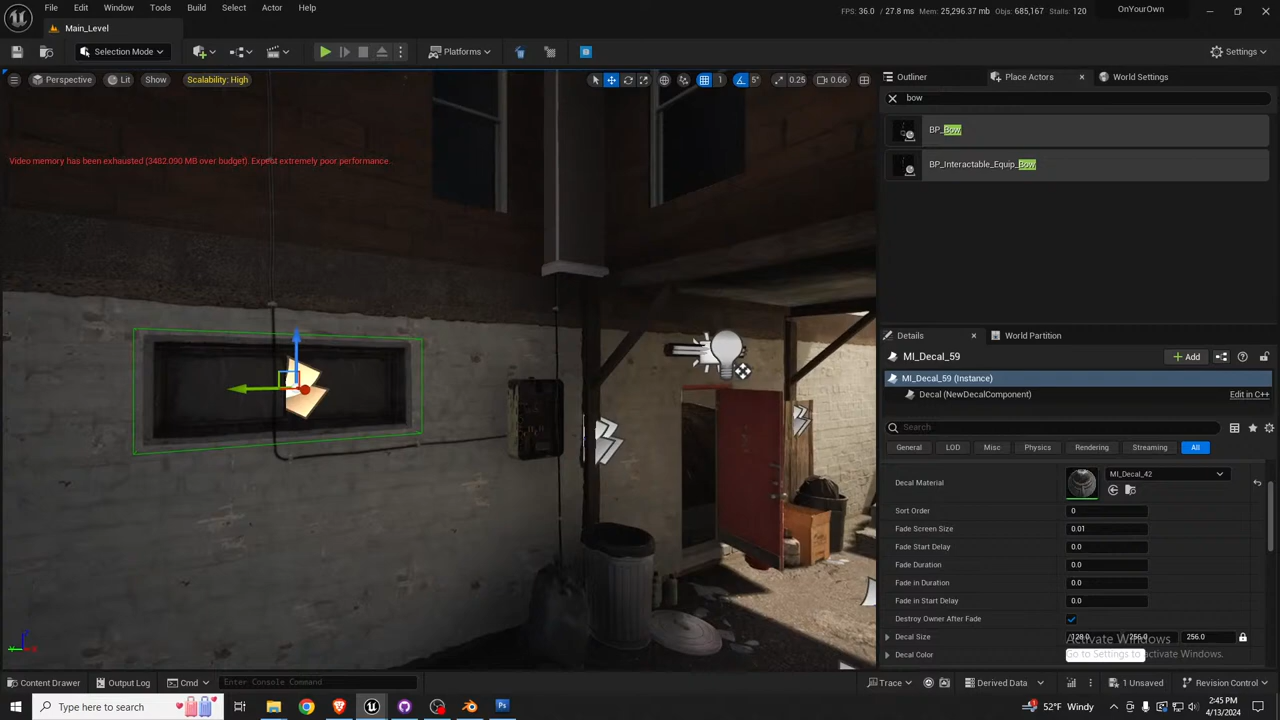 File Edit Window Tools Build Select Actor Help
FPS: 36.0 / 27.8 ms Mem: 25,296.37 mb Objs: 685,167 Stalls: 120
OnYourOwn
Main_Level
Selection Mode
Platforms
Settings
Perspective Lit Show Scalability: High
1 5° 0.25 0.66
Video memory has been exhausted (3482.090 MB over budget). Expect extremely poor performance.
Outliner Place Actors World Settings
bow
BP_Bow
BP_Interactable_Equip_Bow
Details World Partition
MI_Decal_59
Add
MI_Decal_59 (Instance)
Decal (NewDecalComponent) Edit in C++
Search
General LOD Misc Physics Rendering Streaming All
Decal Material MI_Decal_42
Sort Order 0
Fade Screen Size 0.01
Fade Start Delay 0.0
Fade Duration 0.0
Fade in Duration 0.0
Fade in Start Delay 0.0
Destroy Owner After Fade
Decal Size 128.0 256.0 256.0
Decal Color
Activate Windows
Go to Settings to activate Windows.
Content Drawer Output Log Cmd Enter Console Command
Trace Derived Data 1 Unsaved Revision Control
Type here to search
52°F Windy
2:45 PM
4/13/2024